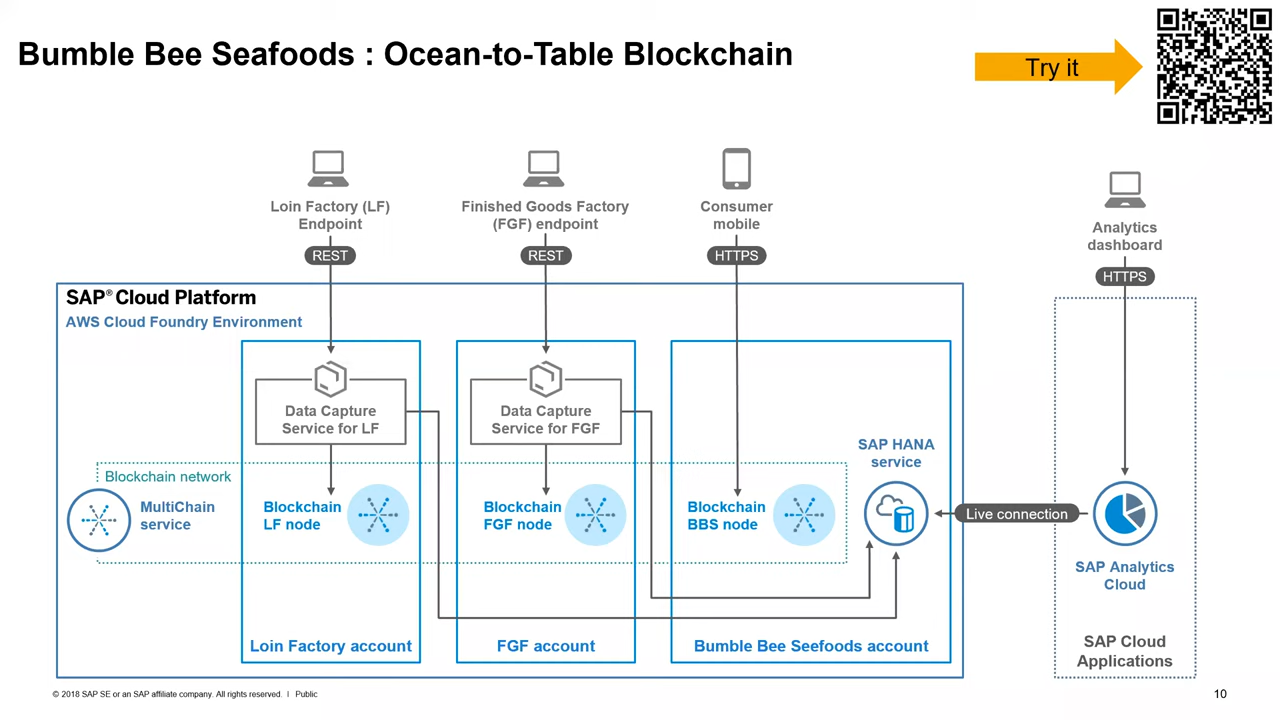 Bumble Bee Seafoods : Ocean-to-Table Blockchain
Try it
Loin Factory (LF)
Endpoint
Finished Goods Factory
(FGF) endpoint
Consumer
mobile
Analytics
dashboard
REST
REST
HTTPS
HTTPS
SAP® Cloud Platform
AWS Cloud Foundry Environment
Data Capture
Service for LF
Data Capture
Service for FGF
SAP HANA
service
Blockchain network
MultiChain
service
Blockchain
LF node
Blockchain
FGF node
Blockchain
BBS node
Live connection
SAP Analytics
Cloud
Loin Factory account
FGF account
Bumble Bee Seefoods account
SAP Cloud
Applications
© 2018 SAP SE or an SAP affiliate company. All rights reserved. I Public
10